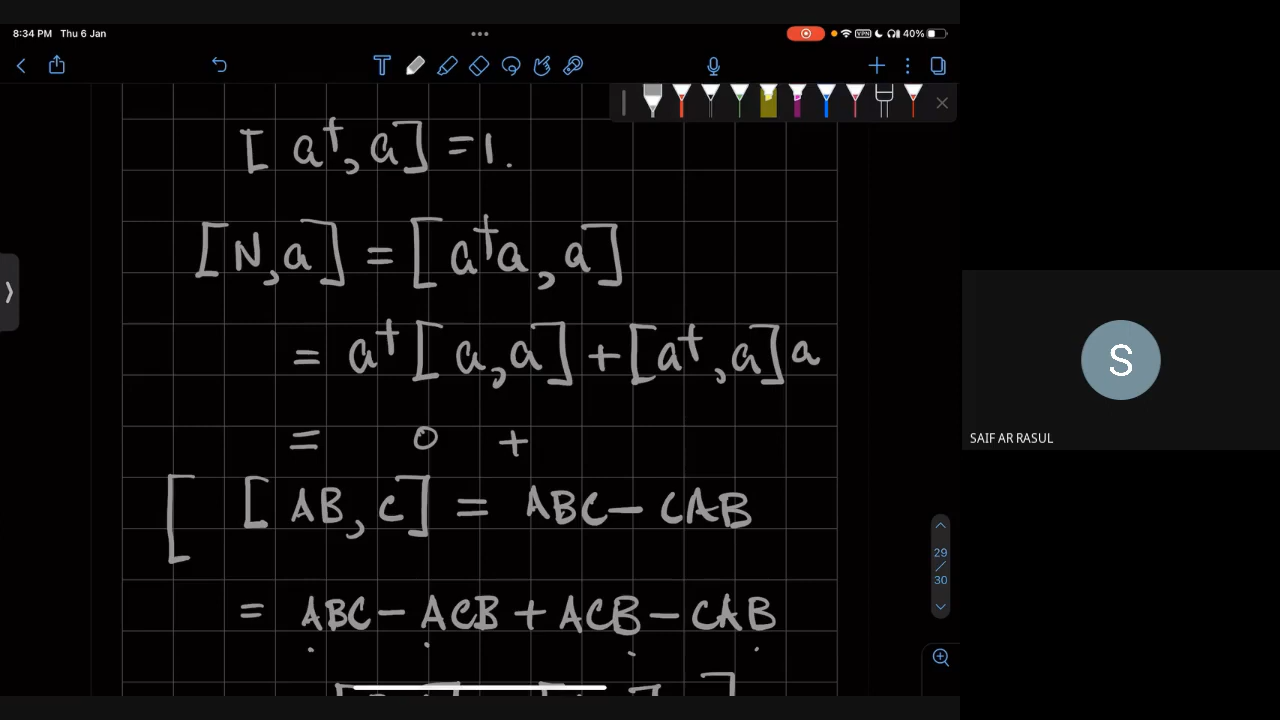 8:34 PM Thu 6 Jan
VPN 40%
[ a†, a ] = 1.
[N, a] = [ a†a , a ]
= a† [ a, a ] + [ a† , a ] a
= 0 +
[ [ AB, C ] = ABC - CAB
= ABC - ACB + ACB - CAB
29
/
30
S
SAIF AR RASUL